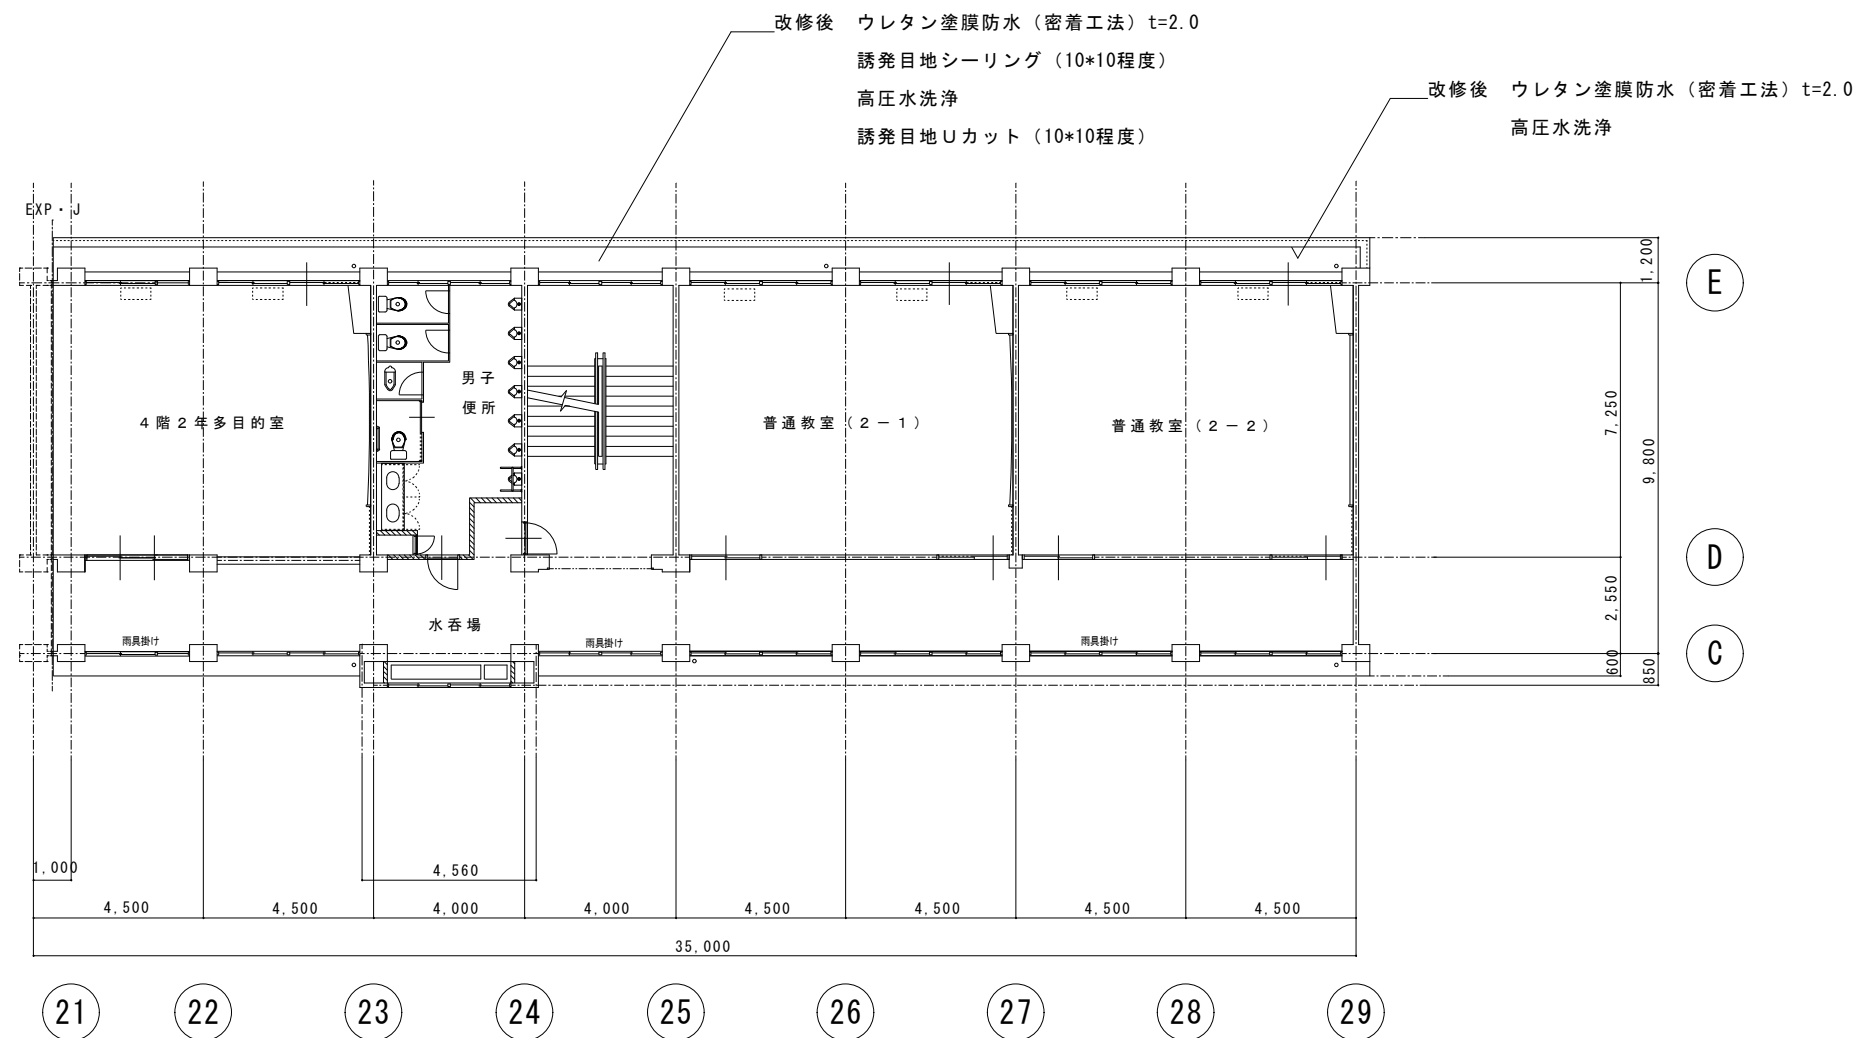 改修後　ウレタン塗膜防水（密着工法）t=2.0
誘発目地シーリング（10*10程度）
高圧水洗浄
誘発目地Uカット（10*10程度）
改修後　ウレタン塗膜防水（密着工法）t=2.0
高圧水洗浄
EXP・J
1,200
E
男子
便所
4階2年多目的室
普通教室（2－1）
普通教室（2－2）
7,250
9,800
D
2,550
水呑場
雨具掛け
雨具掛け
雨具掛け
C
600
850
1,000
4,560
4,500
4,500
4,000
4,000
4,500
4,500
4,500
4,500
35,000
21
22
23
24
25
26
27
28
29